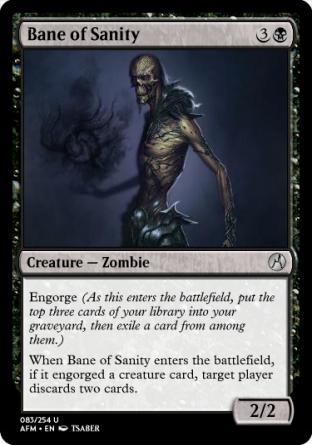 Bane of Sanity 3
Creature — Zombie
Engorge (As this enters the battlefield, put the
top three cards of your library into your
graveyard, then exile a card from among
them.)
When Bane of Sanity enters the battlefield,
if it engorged a creature card, target player
discards two cards.
2/2
083/254 U
AFM • EN TSABER